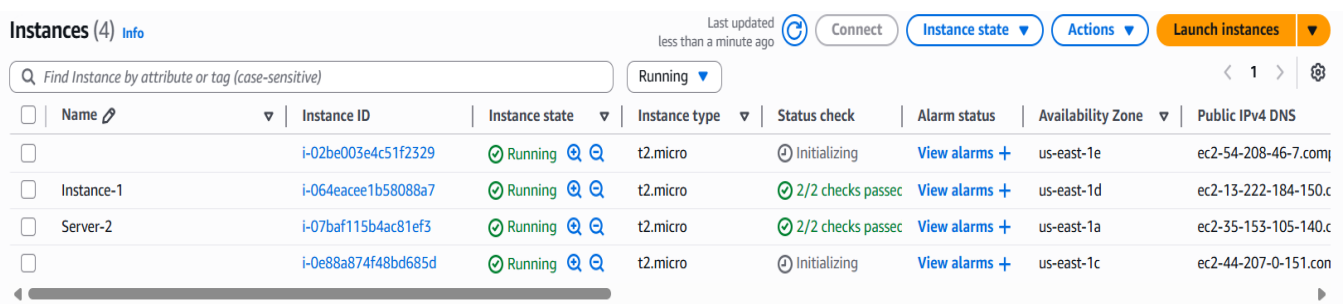 Instances (4) Info
Last updated
less than a minute ago
Connect
Instance state
Actions
Launch instances
Find Instance by attribute or tag (case-sensitive)
Running
1
Name Instance ID Instance state Instance type Status check Alarm status Availability Zone Public IPv4 DNS
i-02be003e4c51f2329 Running t2.micro Initializing View alarms + us-east-1e ec2-54-208-46-7.comp
Instance-1 i-064eacee1b58088a7 Running t2.micro 2/2 checks passec View alarms + us-east-1d ec2-13-222-184-150.c
Server-2 i-07baf115b4ac81ef3 Running t2.micro 2/2 checks passec View alarms + us-east-1a ec2-35-153-105-140.c
i-0e88a874f48bd685d Running t2.micro Initializing View alarms + us-east-1c ec2-44-207-0-151.con